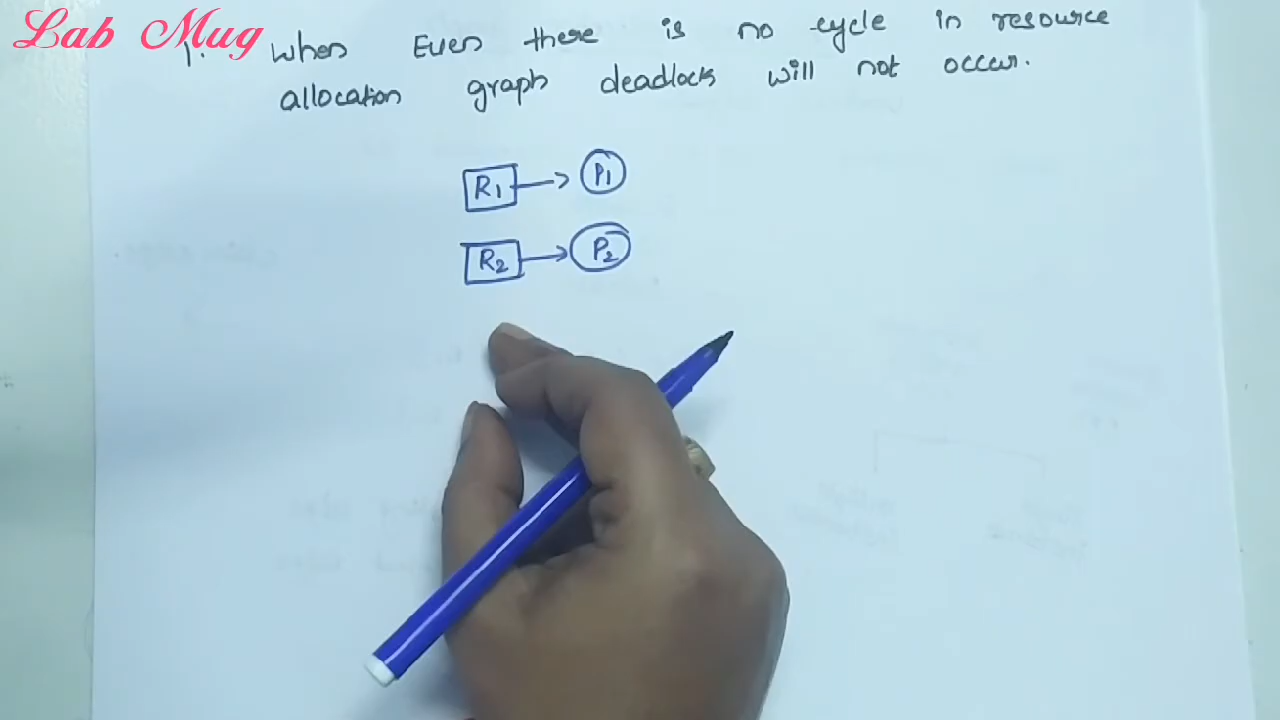 Lab Mug
1. When Even there is no cycle in resource
allocation graph deadlock will not occur.
R1 P1
R2 P2